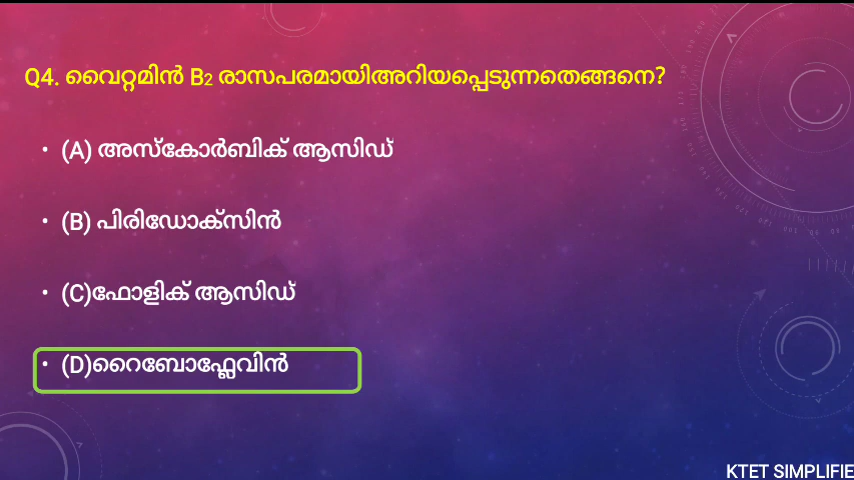 Q4. വൈറ്റമിൻ B2 രാസപരമായിഅറിയപ്പെടുന്നതെങ്ങനെ?
• (A) അസ്കോർബിക് ആസിഡ്
• (B) പിരിഡോക്സിൻ
• (C)ഫോളിക് ആസിഡ്
• (D)റൈബോഫ്ലേവിൻ
KTET SIMPLIFIE